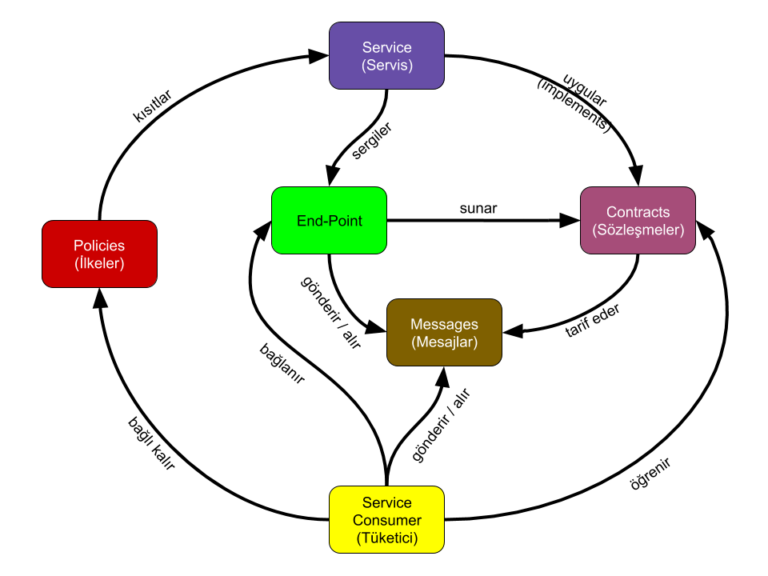 Service
(Servis)
kısıtlar
uygular
(implements)
sergiler
End-Point
sunar
Contracts
(Sözleşmeler)
Policies
(İlkeler)
gönderir / alır
Messages
(Mesajlar)
tarif eder
bağlanır
gönderir / alır
bağlı kalır
öğrenir
Service
Consumer
(Tüketici)